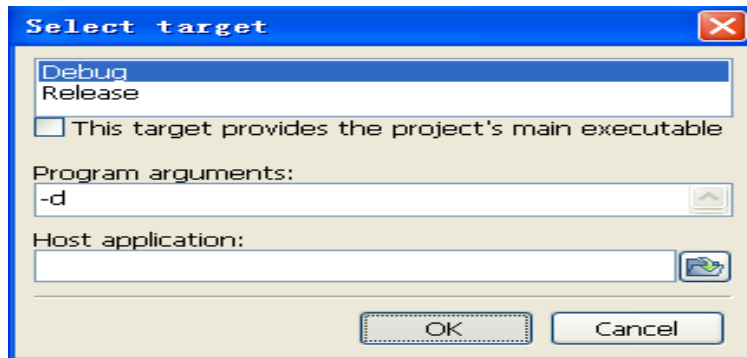 Select target
Debug
Release
This target provides the project's main executable
Program arguments:
-d
Host application:
OK
Cancel